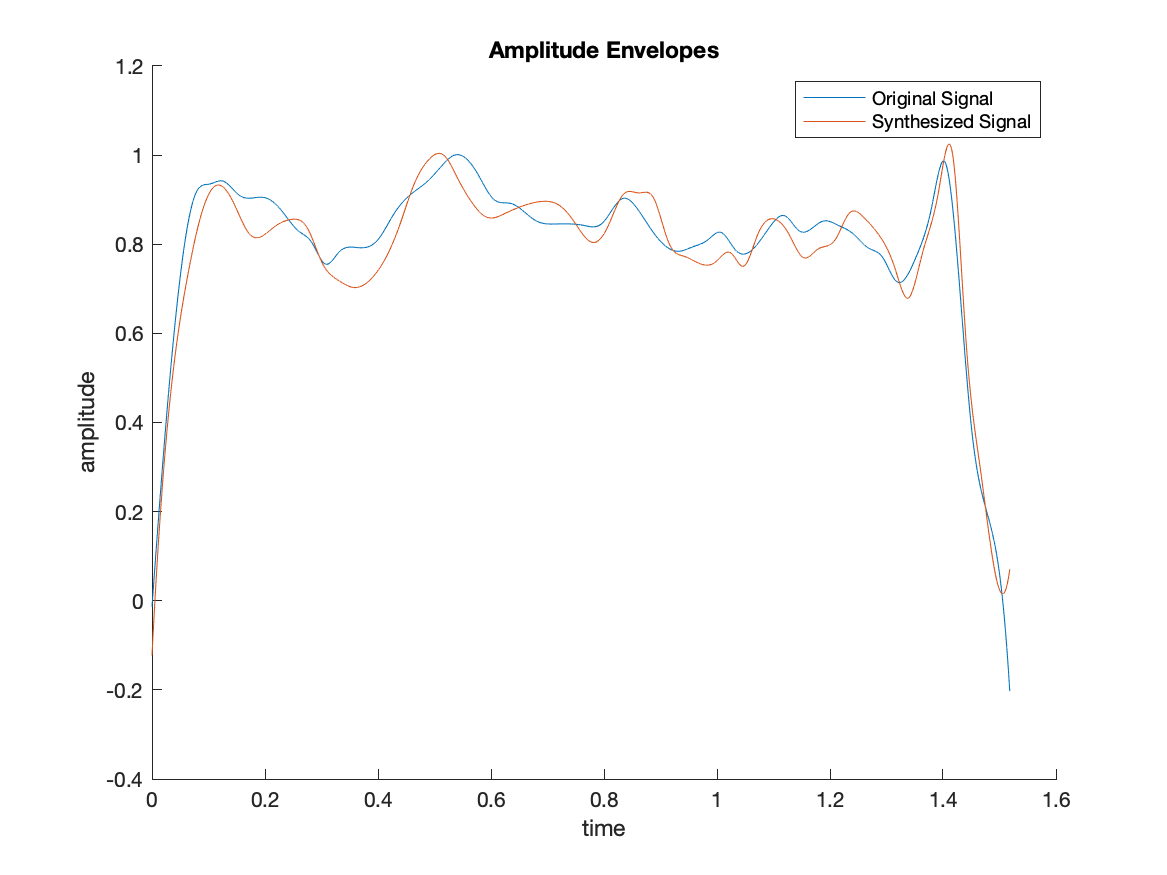 Amplitude Envelopes
1.2
Original Signal
Synthesized Signal
1
0.8
0.6
0.4
0.2
0
-0.2
-0.4
amplitude
0 0.2 0.4 0.6 0.8 1 1.2 1.4 1.6
time